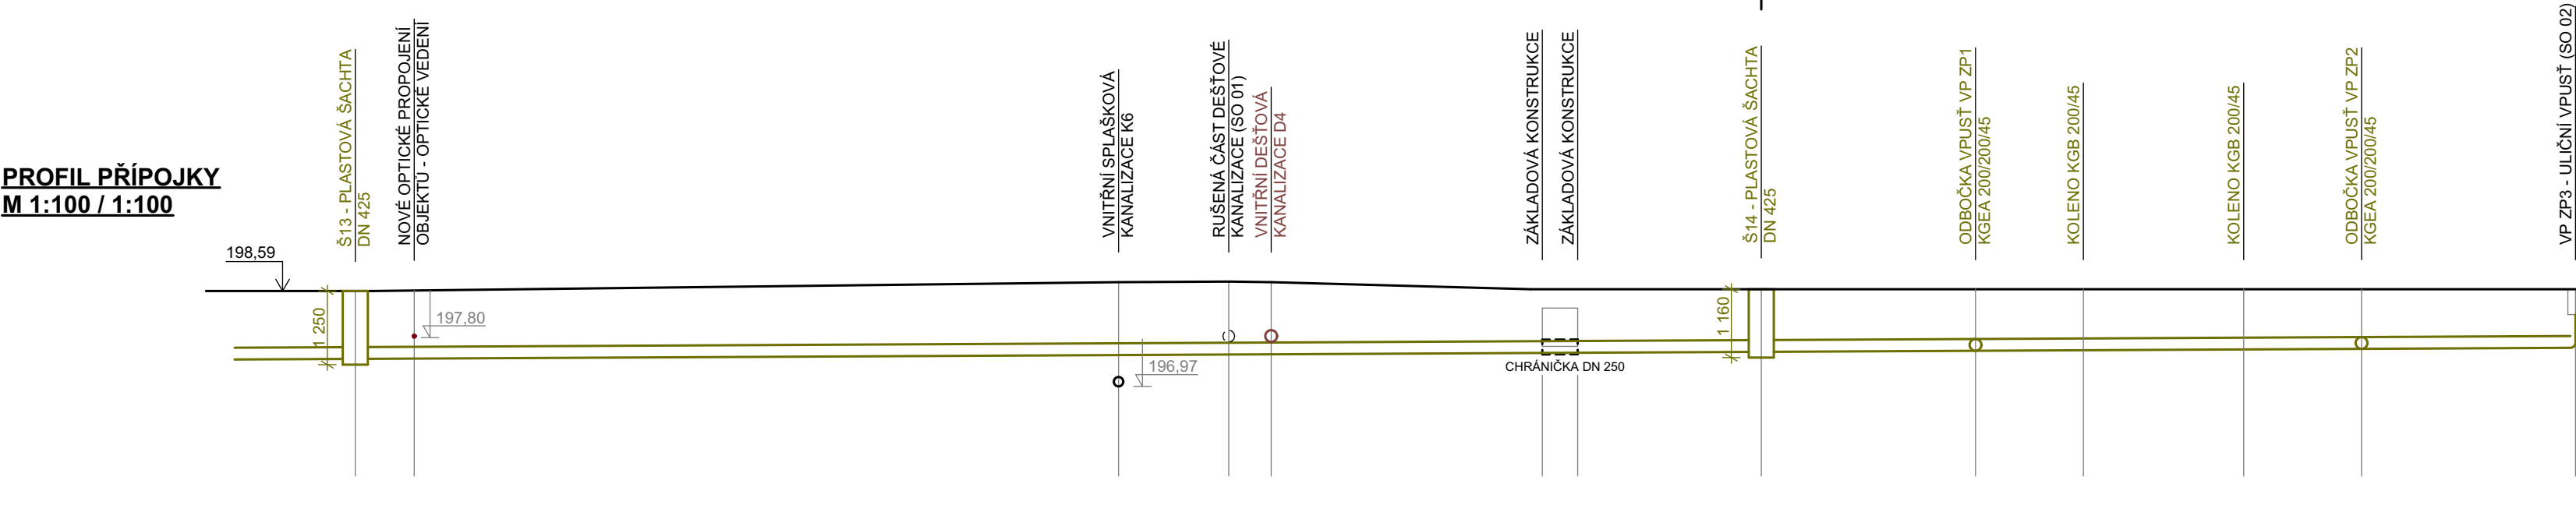 PROFIL PŘÍPOJKY
M 1:100 / 1:100
198,59
Š13 - PLASTOVÁ ŠACHTA
DN 425
1 250
NOVÉ OPTICKÉ PROPOJENÍ
OBJEKTŮ - OPTICKÉ VEDENÍ
197,80
VNITŘNÍ SPLAŠKOVÁ
KANALIZACE K6
196,97
RUŠENÁ ČÁST DEŠŤOVÉ
KANALIZACE (SO 01)
VNITŘNÍ DEŠŤOVÁ
KANALIZACE D4
ZÁKLADOVÁ KONSTRUKCE
ZÁKLADOVÁ KONSTRUKCE
CHRÁNIČKA DN 250
Š14 - PLASTOVÁ ŠACHTA
DN 425
1 160
ODBOČKA VPUSŤ VP ZP1
KGEA 200/200/45
KOLENO KGB 200/45
KOLENO KGB 200/45
ODBOČKA VPUSŤ VP ZP2
KGEA 200/200/45
VP ZP3 - ULIČNÍ VPUSŤ (SO 02)